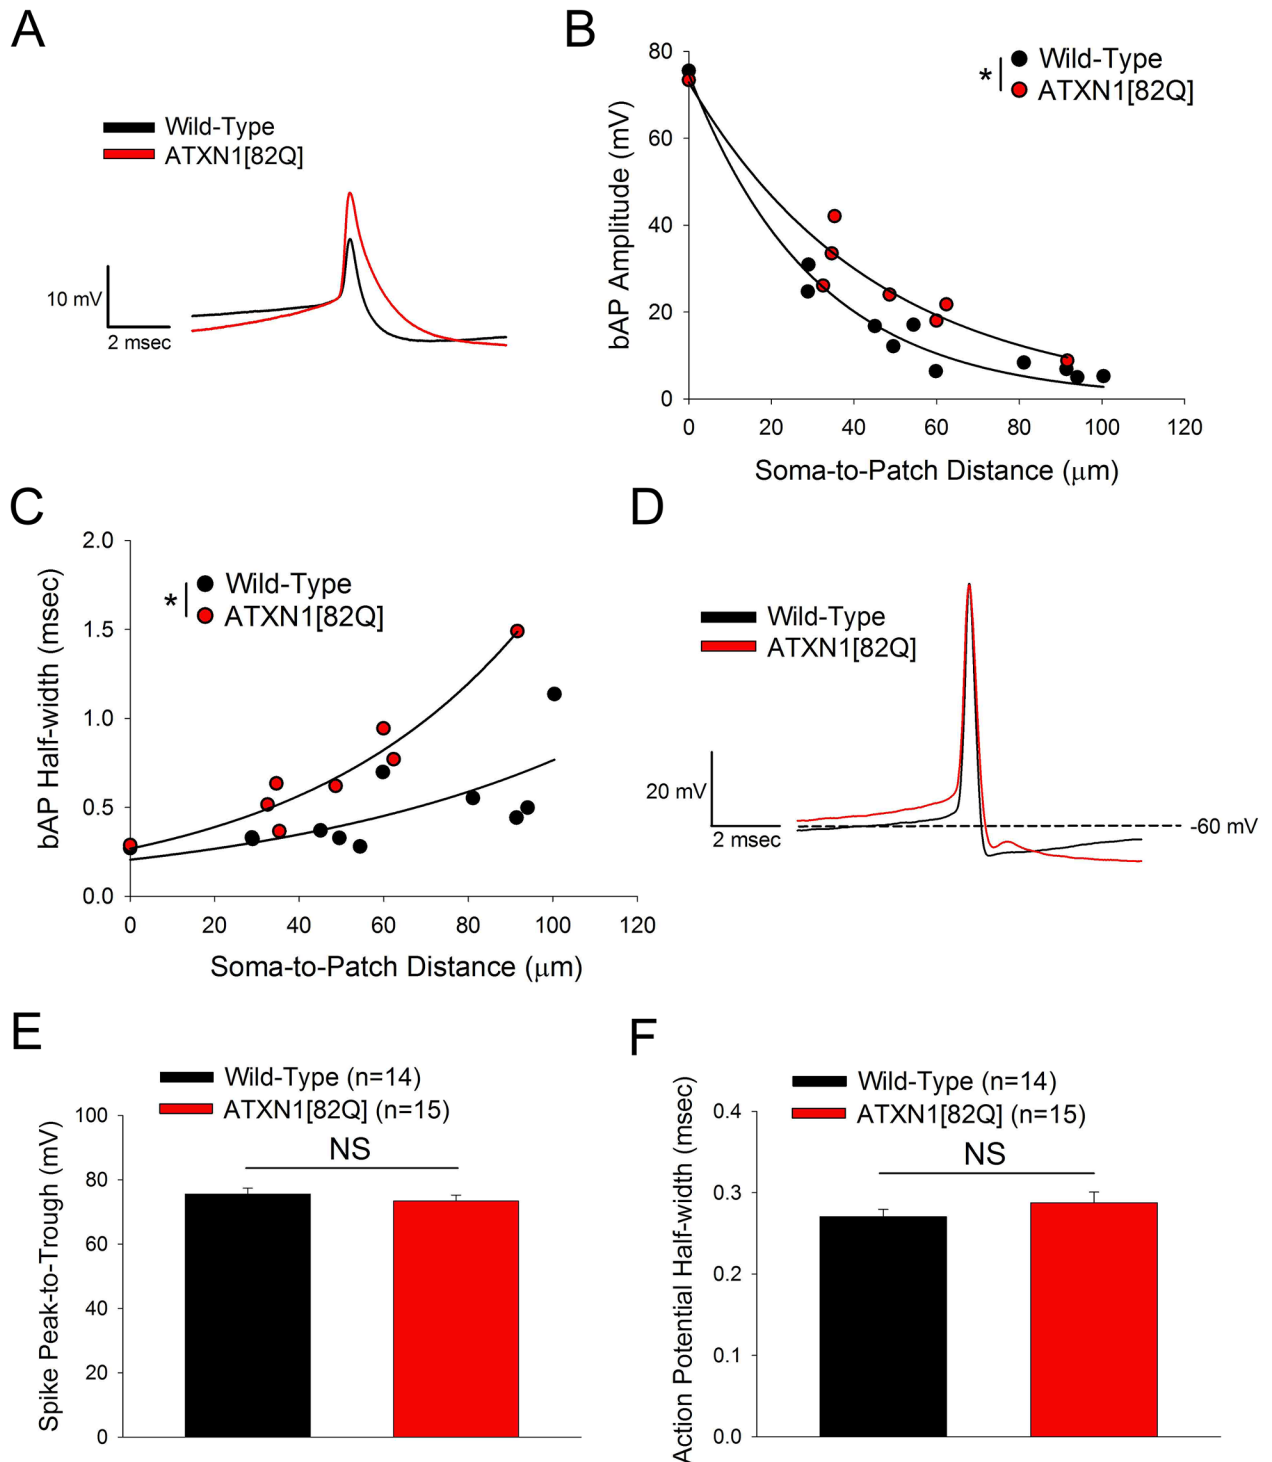 A
Wild-Type
ATXN1[82Q]
10 mV
2 msec
B
80
60
40
20
0
bAP Amplitude (mV)
* Wild-Type
ATXN1[82Q]
0 20 40 60 80 100 120
Soma-to-Patch Distance (μm)
C
2.0
1.5
1.0
0.5
0.0
bAP Half-width (msec)
* Wild-Type
ATXN1[82Q]
0 20 40 60 80 100 120
Soma-to-Patch Distance (μm)
D
Wild-Type
ATXN1[82Q]
20 mV
2 msec
-60 mV
E
Wild-Type (n=14)
ATXN1[82Q] (n=15)
NS
100
80
60
40
20
0
Spike Peak-to-Trough (mV)
F
Wild-Type (n=14)
ATXN1[82Q] (n=15)
NS
0.4
0.3
0.2
0.1
0.0
Action Potential Half-width (msec)